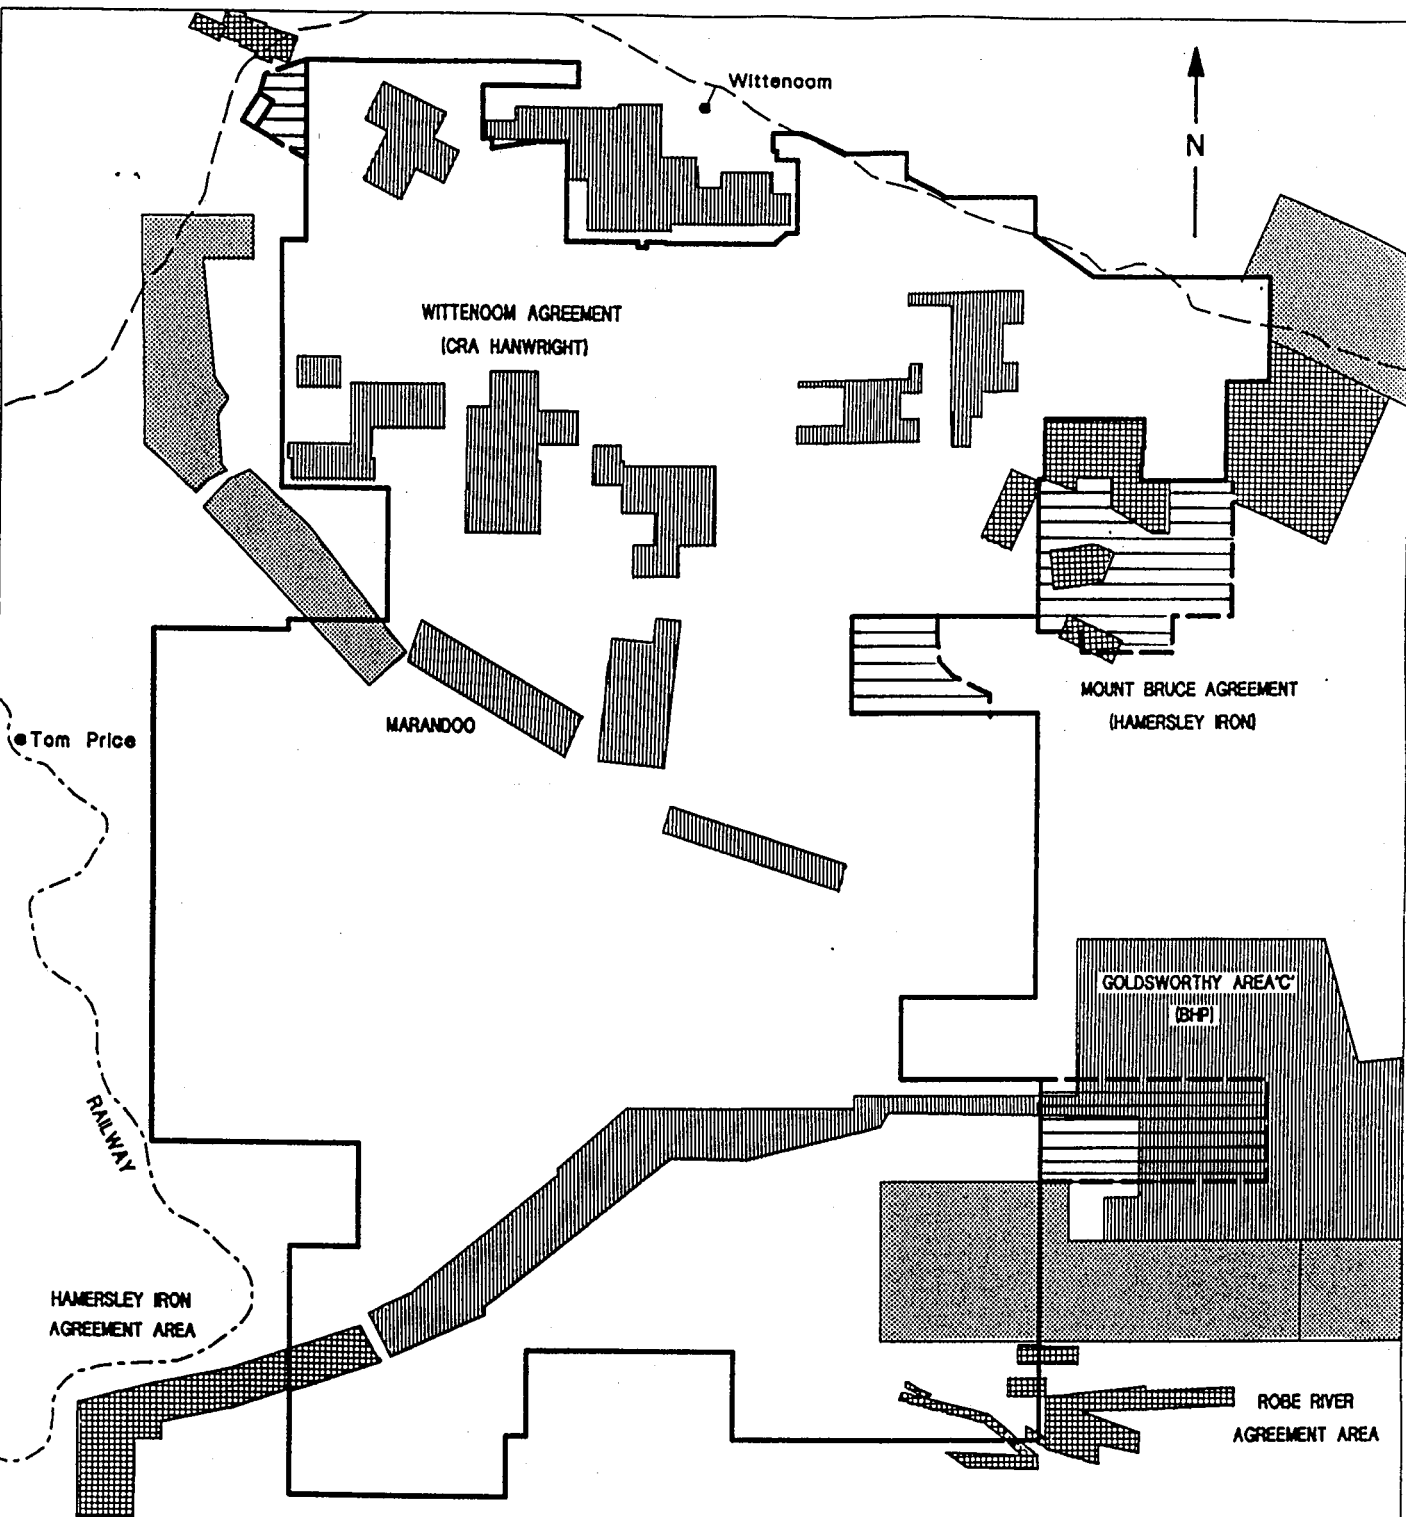 Wittenoom
N
WITTENOOM AGREEMENT
(CRA HANWRIGHT)
MOUNT BRUCE AGREEMENT
(HAMERSLEY IRON)
MARANDOO
Tom Price
GOLDSWORTHY AREA'C'
(BHP)
RAILWAY
HAMERSLEY IRON
AGREEMENT AREA
ROBE RIVER
AGREEMENT AREA